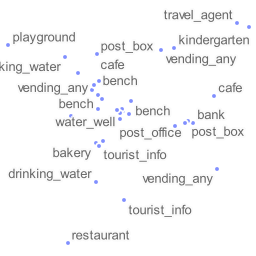 travel_agent
playground
kindergarten
post_box
vending_any
king_water
cafe
bench
vending_any
cafe
bench
bench
bank
water_well
post_office
post_box
bakery
tourist_info
drinking_water
vending_any
tourist_info
restaurant